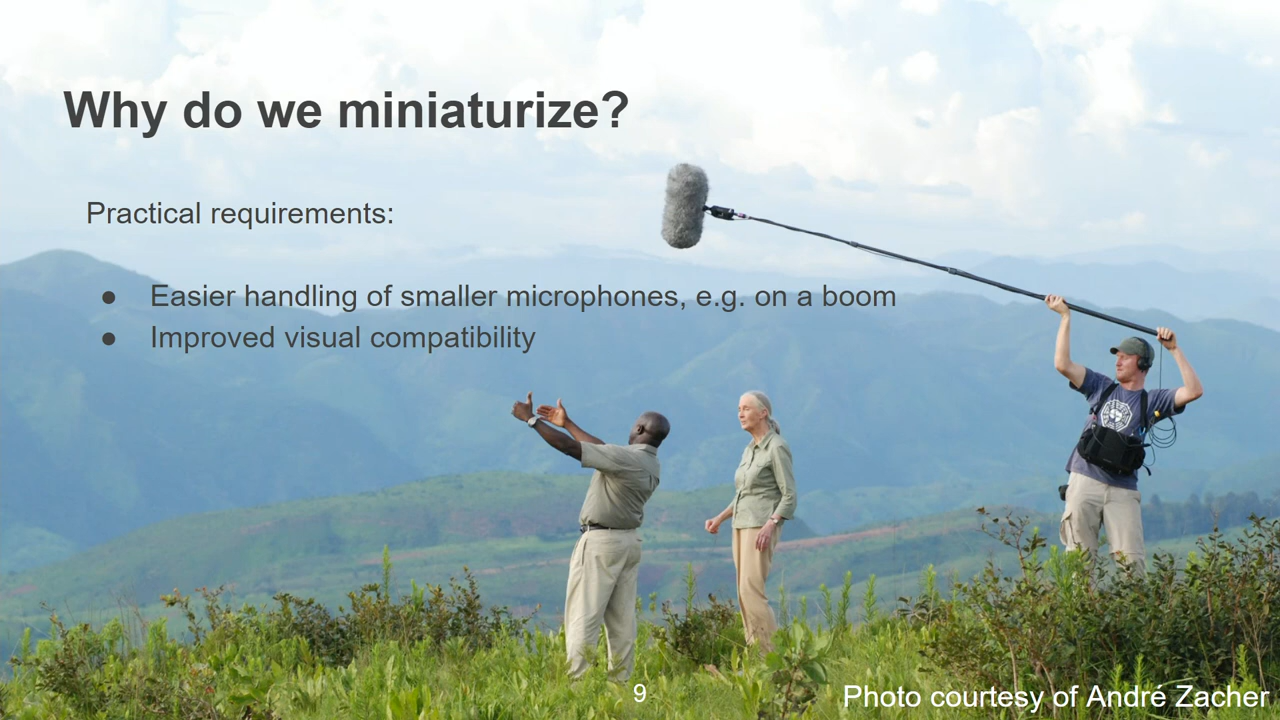 Why do we miniaturize?
Practical requirements:
● Easier handling of smaller microphones, e.g. on a boom
● Improved visual compatibility
9
Photo courtesy of André Zacher